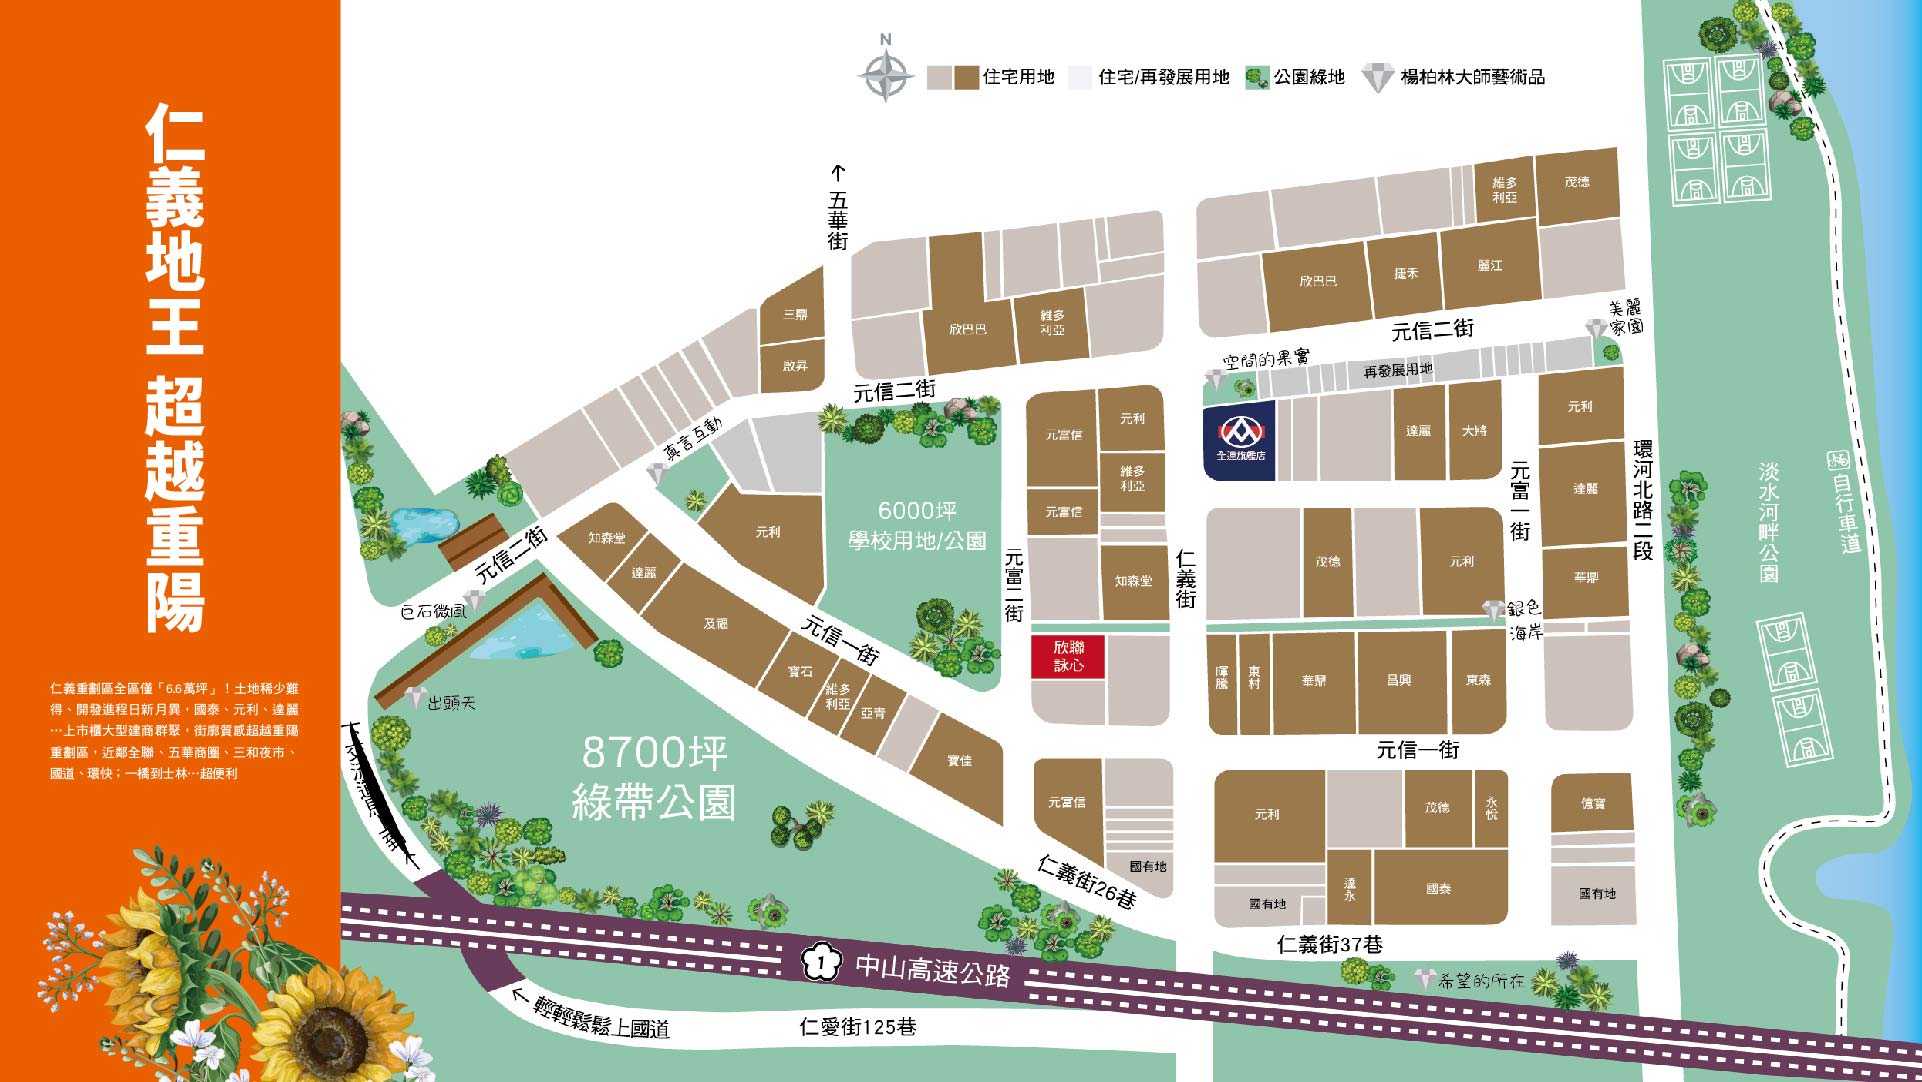 仁義地王 超越重陽
仁義重劃區全區僅「6.6萬坪」！土地稀少難
得、開發進程日新月異，國泰、元利、達麗
…上市櫃大型建商群聚，街廓質感超越重陽
重劃區，近鄰全聯、五華商圈、三和夜市、
國道、環快；一橋到士林…超便利
N
住宅用地
住宅/再發展用地
公園綠地
楊柏林大師藝術品
↑五華街
維多
利亞
茂德
欣巴巴
捷禾
麗江
三鼎
啟昇
欣巴巴
維多
利亞
元信二街
美麗
家園
空間的果實
再發展用地
元信二街
真言互動
元富信
元利
維多
利亞
元富信
知森堂
全聯旗艦店
達麗
大將
元利
達麗
華鼎
元富一街
環河北路二段
淡水河畔公園
自行車道
6000坪
學校用地/公園
元利
知森堂
達麗
及福
寶石
維多
利亞
亞青
寶佳
元信二街
巨石微風
出頭天
元信一街
元富二街
仁義街
茂德
元利
銀色
海岸
欣聯
詠心
暉騰
東村
華鼎
昌興
東森
元信一街
8700坪
綠帶公園
元富信
國有地
元利
茂德
永悅
億寶
國有地
達永
國泰
國有地
仁義街26巷
仁義街37巷
希望的所在
1
中山高速公路
←輕輕鬆鬆上國道
仁愛街125巷